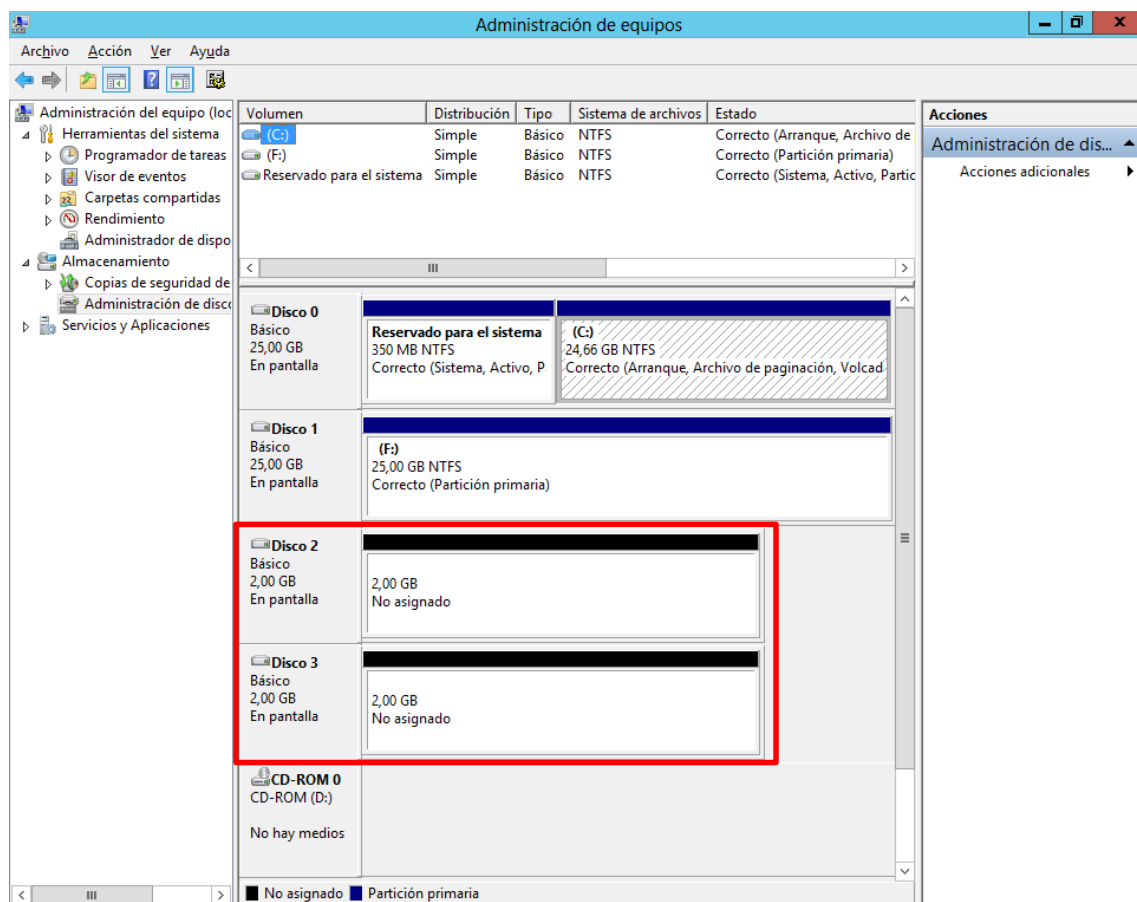 Administración de equipos
Archivo Acción Ver Ayuda
Administración del equipo (loc
Herramientas del sistema
Programador de tareas
Visor de eventos
Carpetas compartidas
Rendimiento
Administrador de dispo
Almacenamiento
Copias de seguridad de
Administración de disco
Servicios y Aplicaciones
Volumen Distribución Tipo Sistema de archivos Estado
(C:) Simple Básico NTFS Correcto (Arranque, Archivo de
(F:) Simple Básico NTFS Correcto (Partición primaria)
Reservado para el sistema Simple Básico NTFS Correcto (Sistema, Activo, Partic
Disco 0
Básico
25,00 GB
En pantalla
Reservado para el sistema
350 MB NTFS
Correcto (Sistema, Activo, P
(C:)
24,66 GB NTFS
Correcto (Arranque, Archivo de paginación, Volcad
Disco 1
Básico
25,00 GB
En pantalla
(F:)
25,00 GB NTFS
Correcto (Partición primaria)
Disco 2
Básico
2,00 GB
En pantalla
2,00 GB
No asignado
Disco 3
Básico
2,00 GB
En pantalla
2,00 GB
No asignado
CD-ROM 0
CD-ROM (D:)
No hay medios
No asignado Partición primaria
Acciones
Administración de dis...
Acciones adicionales